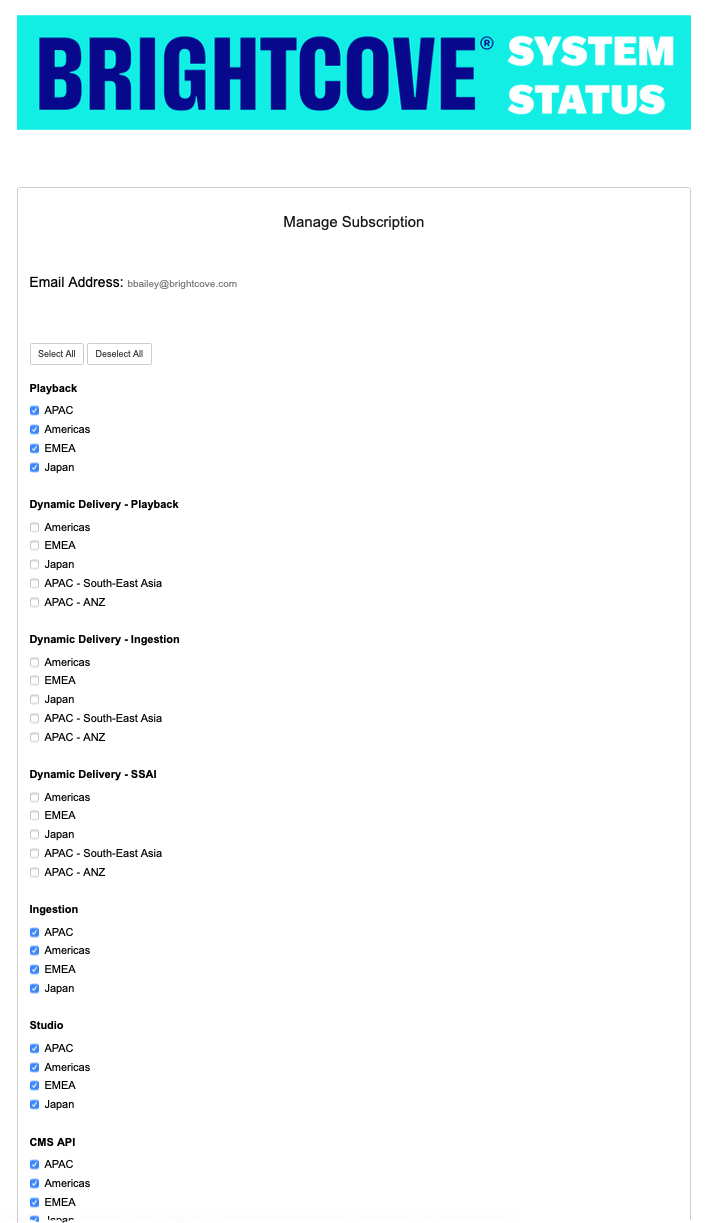 BRIGHTCOVE® SYSTEM
STATUS
Manage Subscription
Email Address: bbailey@brightcove.com
Select All Deselect All
Playback
APAC
Americas
EMEA
Japan
Dynamic Delivery - Playback
Americas
EMEA
Japan
APAC - South-East Asia
APAC - ANZ
Dynamic Delivery - Ingestion
Americas
EMEA
Japan
APAC - South-East Asia
APAC - ANZ
Dynamic Delivery - SSAI
Americas
EMEA
Japan
APAC - South-East Asia
APAC - ANZ
Ingestion
APAC
Americas
EMEA
Japan
Studio
APAC
Americas
EMEA
Japan
CMS API
APAC
Americas
EMEA
Japan